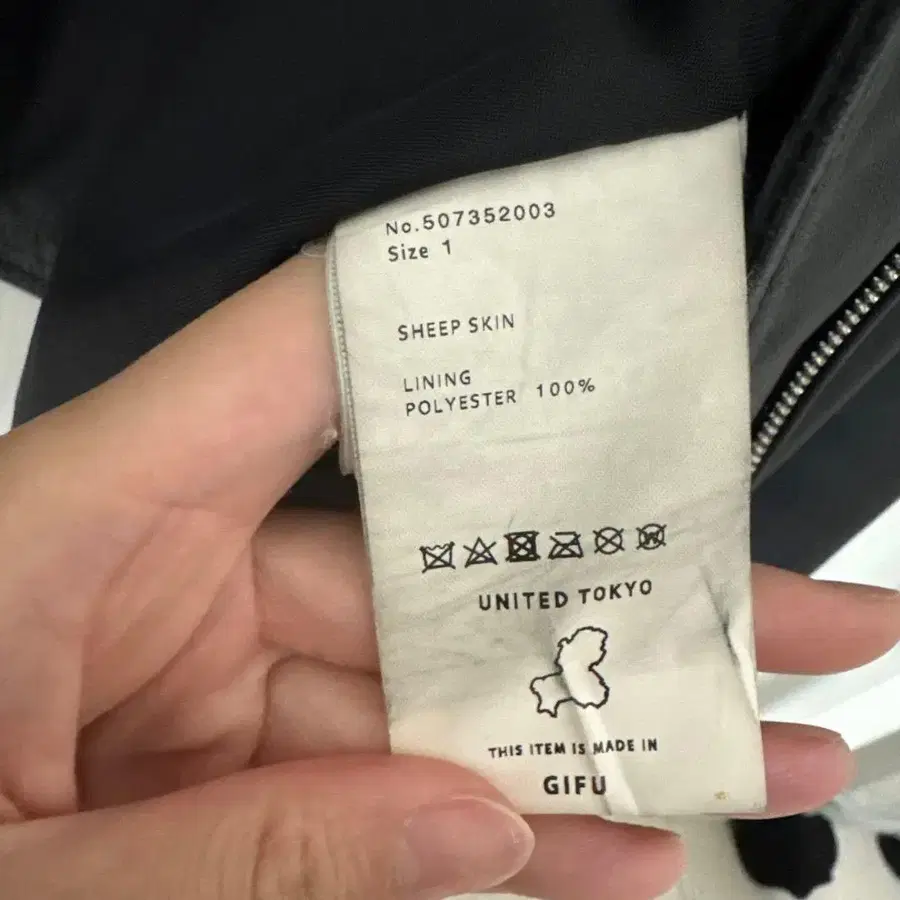 No.507352003
Size 1
SHEEP SKIN
LINING
POLYESTER 100%
UNITED TOKYO
THIS ITEM IS MADE IN
GIFU